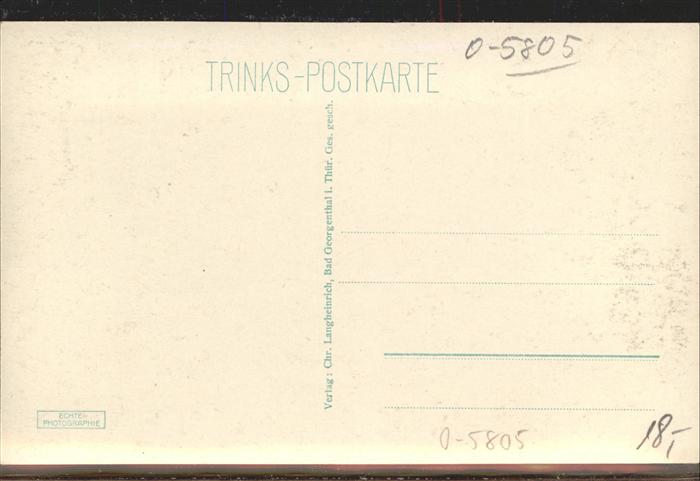 0-5805
TRINKS-POSTKARTE
Verlag: Chr. Langheinrich, Bad Georgenthal i. Thür. Ges. gesch.
ECHTE-
PHOTOGRAPHIE
0-5805
18,-